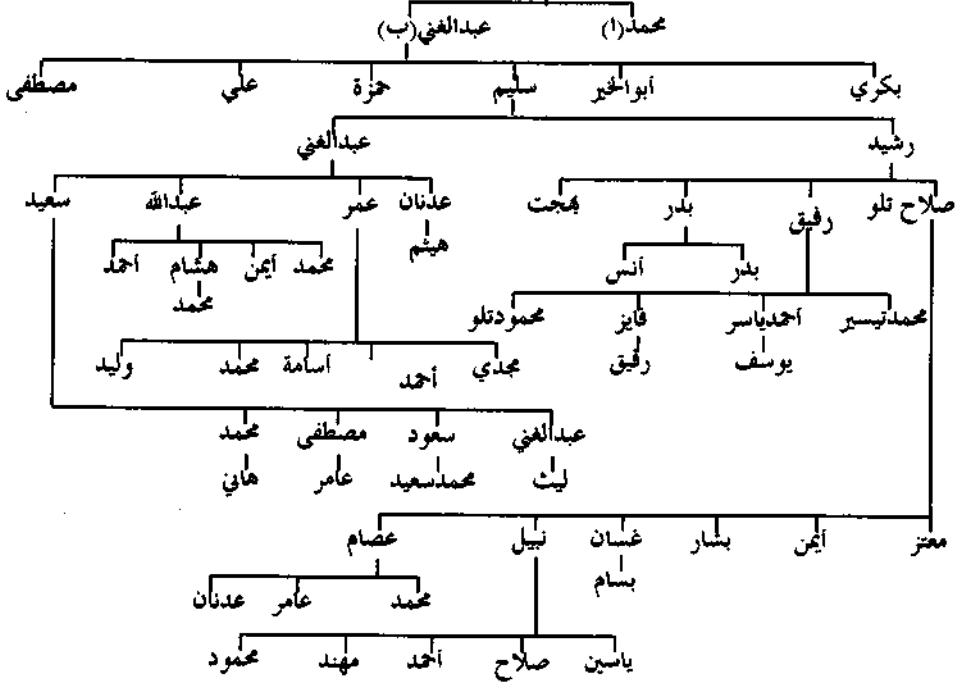 محمد(ا) عبدالغني(ب)
بكري أبوالخير سليم حمزة علي مصطفى
رشيد عبدالغني
صلاح تلو رفيق بدر بهجت عدنان عمر عبدالله سعيد
هيثم
بدر أنس محمد أيمن هشام أحمد
محمد
محمدتيسير أحمدياسر فايز محمودتلو
يوسف رفيق
مجدي أحمد أسامة محمد وليد
عبدالغني سعود مصطفى محمد
ليث محمدسعيد عامر هاني
معتز أيمن بشار غسان نبيل عصام
بسام
محمد عامر عدنان
ياسين صلاح أحمد مهند محمود